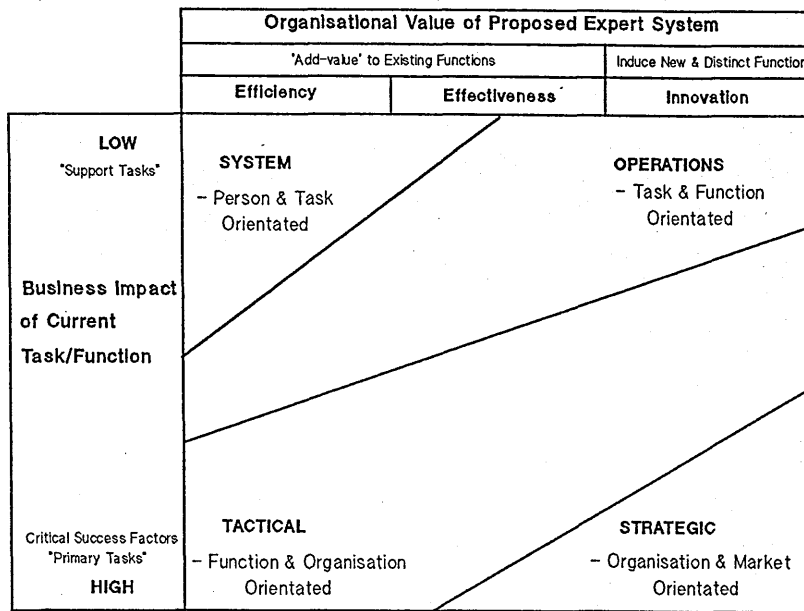 Organisational Value of Proposed Expert System
"Add-value" to Existing Functions
Induce New & Distinct Function
Efficiency
Effectiveness
Innovation
LOW
"Support Tasks"
SYSTEM
- Person & Task
Orientated
OPERATIONS
- Task & Function
Orientated
Business Impact
of Current
Task/Function
Critical Success Factors
"Primary Tasks"
HIGH
TACTICAL
- Function & Organisation
Orientated
STRATEGIC
- Organisation & Market
Orientated